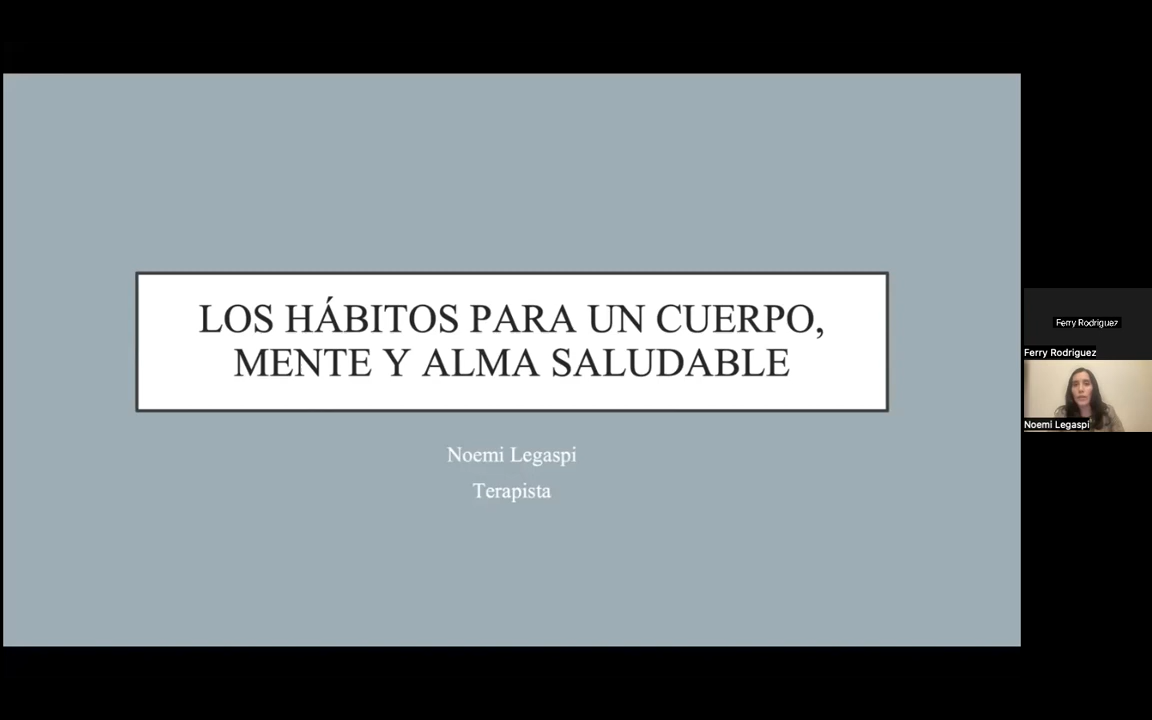 LOS HÁBITOS PARA UN CUERPO,
MENTE Y ALMA SALUDABLE
Noemi Legaspi
Terapista
Ferry Rodriguez
Ferry Rodriguez
Noemi Legaspi